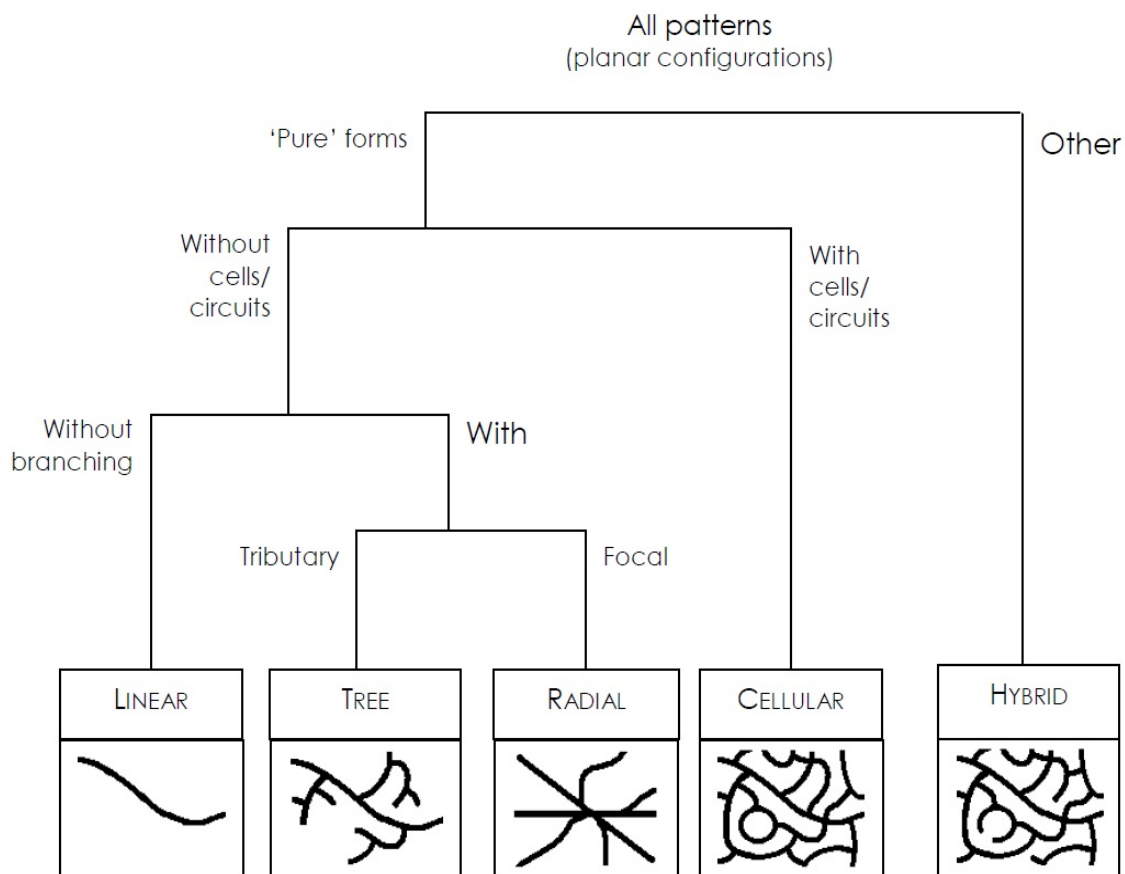 All patterns
(planar configurations)
‘Pure’ forms
Other
Without
cells/
circuits
With
cells/
circuits
Without
branching
With
Tributary
Focal
LINEAR
TREE
RADIAL
CELLULAR
HYBRID